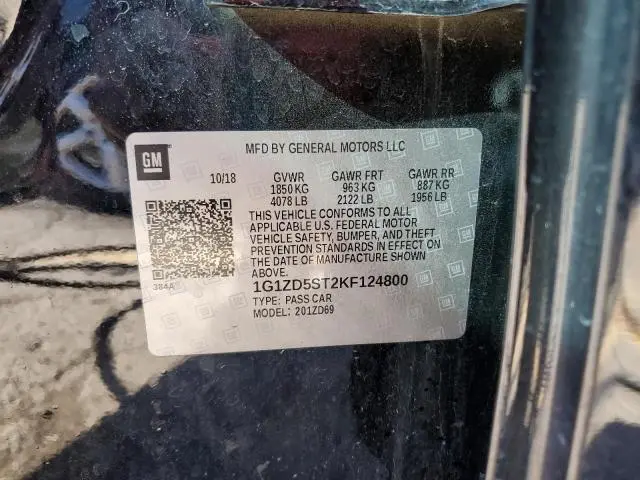 GM
MFD BY GENERAL MOTORS LLC
10/18 GVWR GAWR FRT GAWR RR
1850 KG 963 KG 887 KG
4078 LB 2122 LB 1956 LB
THIS VEHICLE CONFORMS TO ALL
APPLICABLE U.S. FEDERAL MOTOR
VEHICLE SAFETY, BUMPER, AND THEFT
PREVENTION STANDARDS IN EFFECT ON
THE DATE OF MANUFACTURE SHOWN
ABOVE.
384A
1G1ZD5ST2KF124800
TYPE: PASS CAR
MODEL: 201ZD69